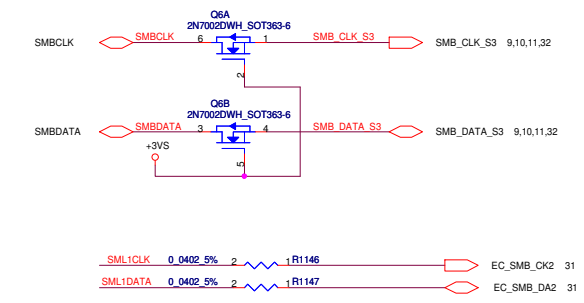 Q6A
2N7002DWH_SOT363-6
SMBCLK SMBCLK 6 1 SMB_CLK_S3 SMB_CLK_S3 9,10,11,32
2
Q6B
2N7002DWH_SOT363-6
SMBDATA SMBDATA 3 4 SMB_DATA_S3 SMB_DATA_S3 9,10,11,32
+3VS
5
SML1CLK 0_0402_5% 2 1 R1146 EC_SMB_CK2 31
SML1DATA 0_0402_5% 2 1 R1147 EC_SMB_DA2 31